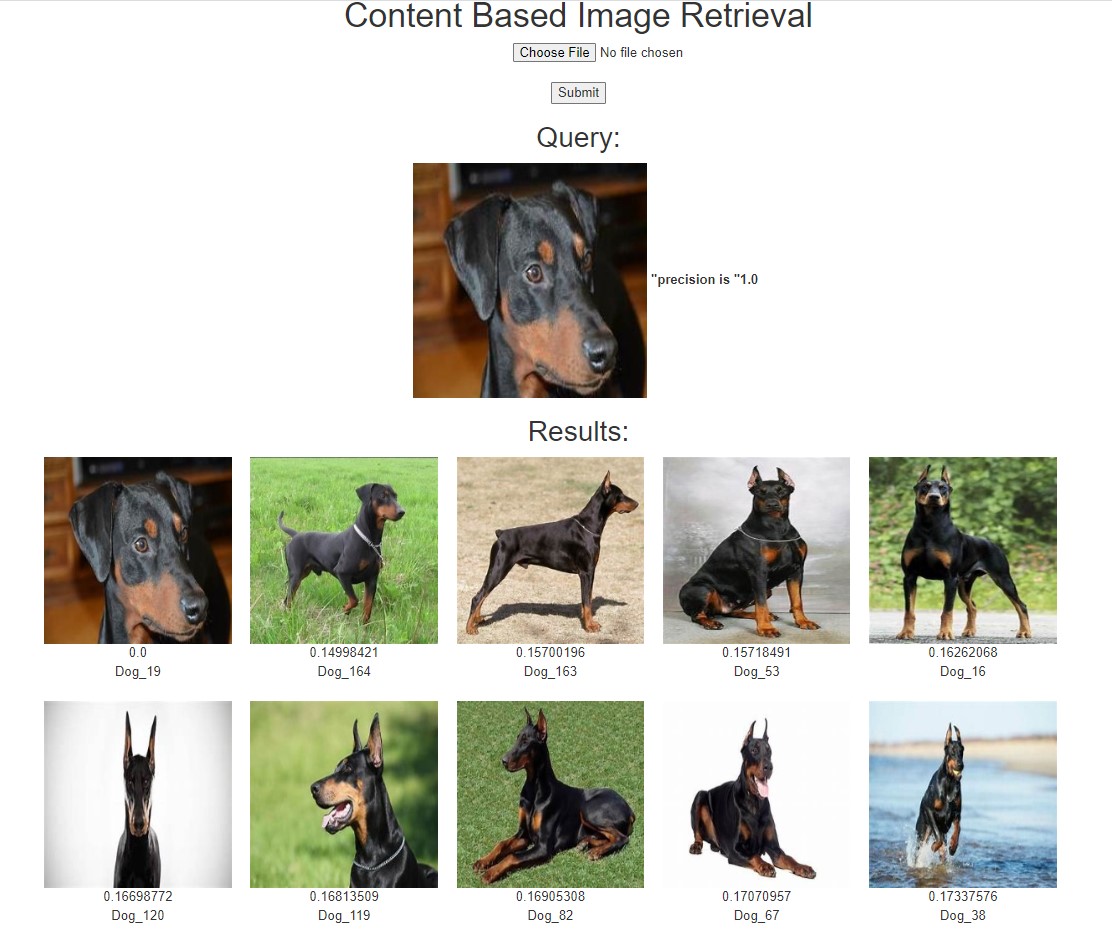 Content Based Image Retrieval
Choose File No file chosen
Submit
Query:
"precision is "1.0
Results:
0.0 0.14998421 0.15700196 0.15718491 0.16262068
Dog_19 Dog_164 Dog_163 Dog_53 Dog_16
0.16698772 0.16813509 0.16905308 0.17070957 0.17337576
Dog_120 Dog_119 Dog_82 Dog_67 Dog_38